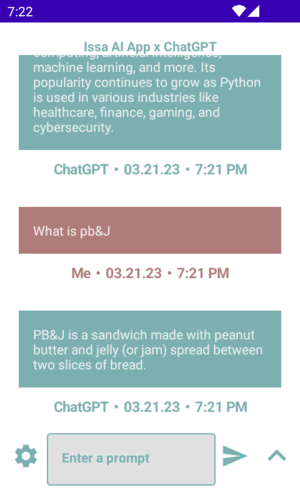 7:22
Issa AI App x ChatGPT
computing, artificial intelligence,
machine learning, and more. Its
popularity continues to grow as Python
is used in various industries like
healthcare, finance, gaming, and
cybersecurity.
ChatGPT • 03.21.23 • 7:21 PM
What is pb&J
Me • 03.21.23 • 7:21 PM
PB&J is a sandwich made with peanut
butter and jelly (or jam) spread between
two slices of bread.
ChatGPT • 03.21.23 • 7:21 PM
Enter a prompt